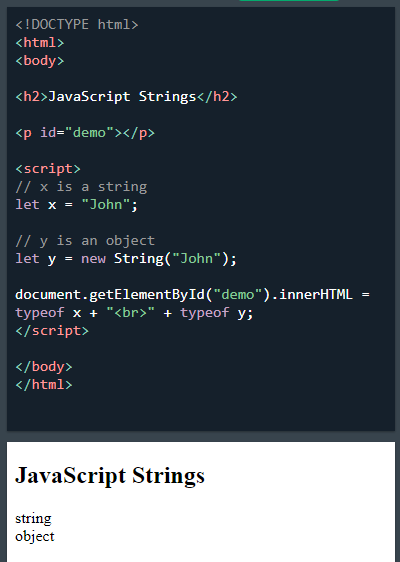 <!DOCTYPE html>
<html>
<body>
<h2>JavaScript Strings</h2>
<p id="demo"></p>
<script>
// x is a string
let x = "John";
// y is an object
let y = new String("John");
document.getElementById("demo").innerHTML =
typeof x + "<br>" + typeof y;
</script>
</body>
</html>
JavaScript Strings
string
object